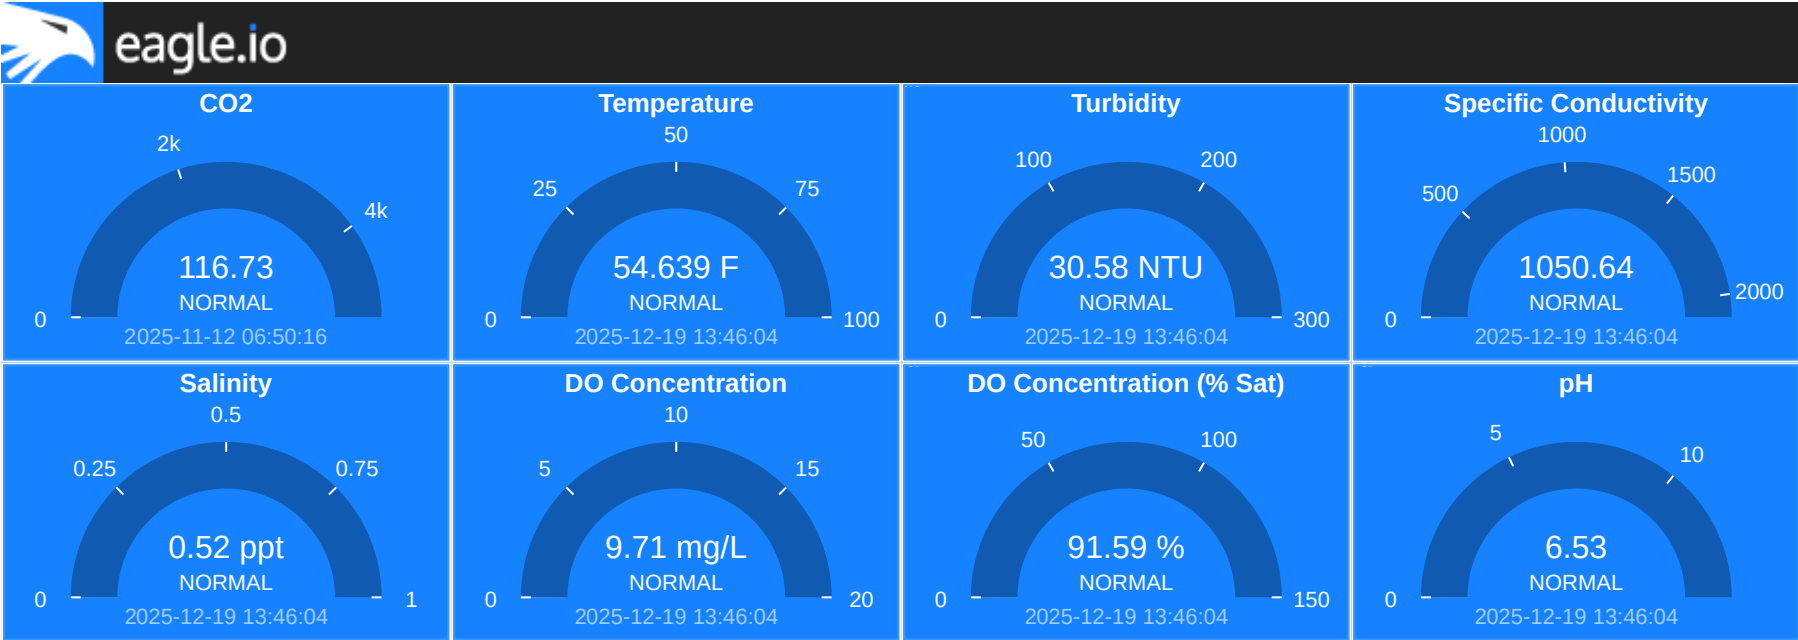 eagle.io
CO2
2k
4k
0
116.73
NORMAL
2025-11-12 06:50:16
Temperature
50
25
75
0
100
54.639 F
NORMAL
2025-12-19 13:46:04
Turbidity
100
200
0
300
30.58 NTU
NORMAL
2025-12-19 13:46:04
Specific Conductivity
1000
500
1500
2000
0
1050.64
NORMAL
2025-12-19 13:46:04
Salinity
0.5
0.25
0.75
0
1
0.52 ppt
NORMAL
2025-12-19 13:46:04
DO Concentration
10
5
15
0
20
9.71 mg/L
NORMAL
2025-12-19 13:46:04
DO Concentration (% Sat)
50
100
0
150
91.59 %
NORMAL
2025-12-19 13:46:04
pH
5
10
0
6.53
NORMAL
2025-12-19 13:46:04